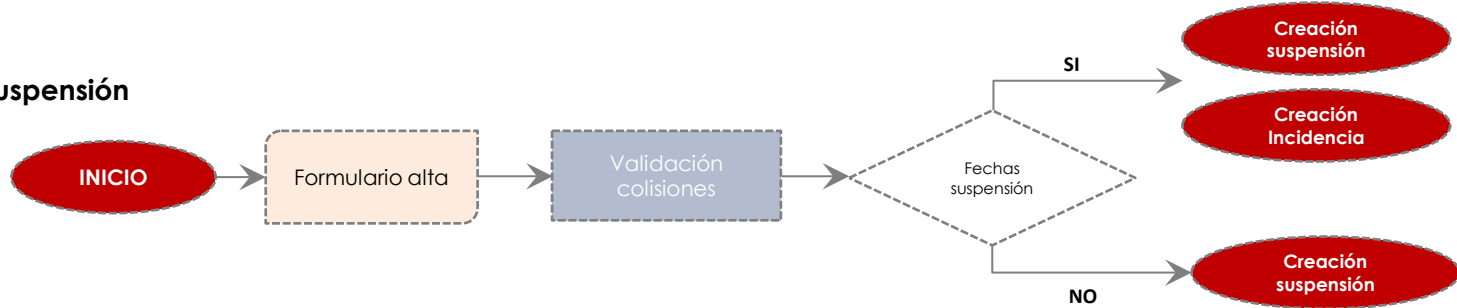 uspensión
INICIO
Formulario alta
Validación
colisiones
Fechas
suspensión
SI
Creación
suspensión
Creación
Incidencia
NO
Creación
suspensión